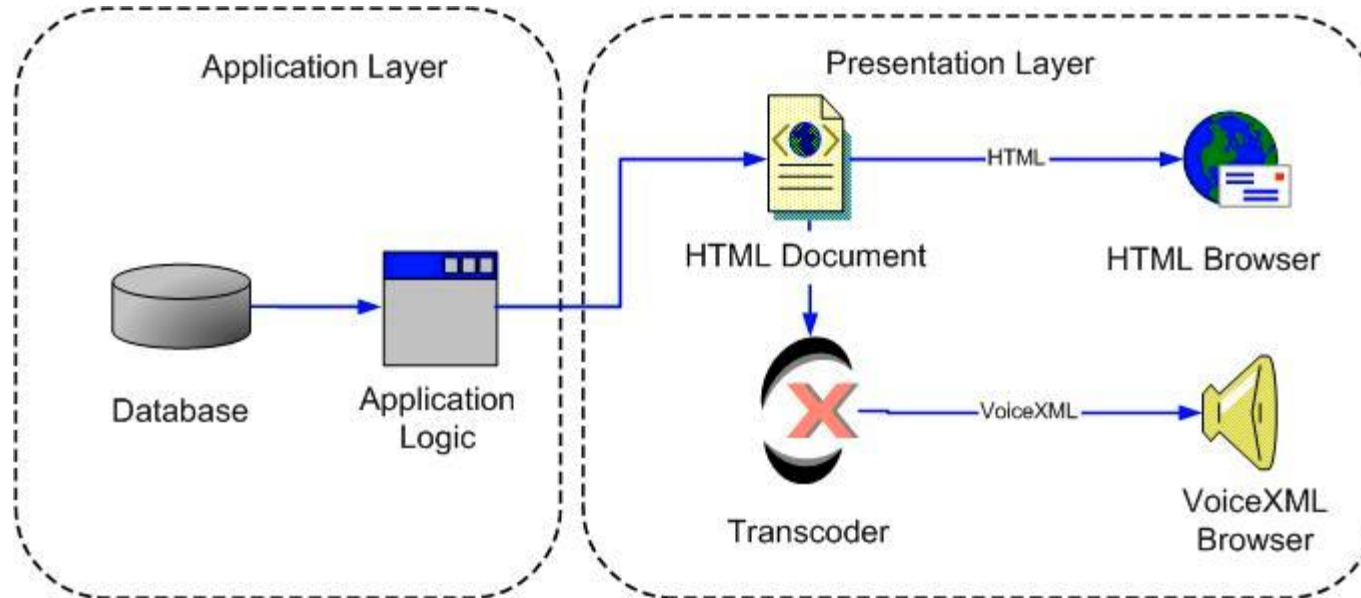 Application Layer
Presentation Layer
HTML
HTML Document
HTML Browser
Database
Application
Logic
VoiceXML
Transcoder
VoiceXML
Browser